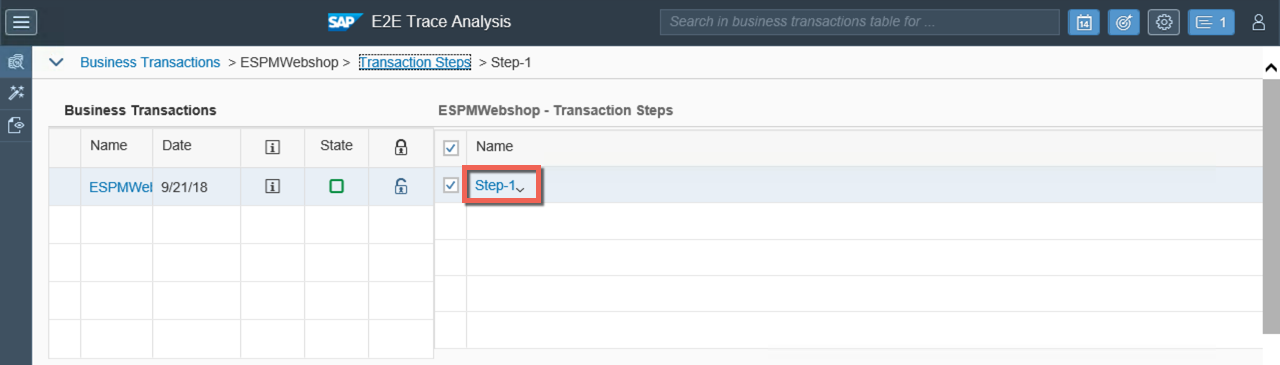 SAP E2E Trace Analysis
Search in business transactions table for ...
14
1
Business Transactions > ESPMWebshop > Transaction Steps > Step-1
Business Transactions
Name Date i State
ESPMWel 9/21/18 i
ESPMWebshop - Transaction Steps
Name
Step-1